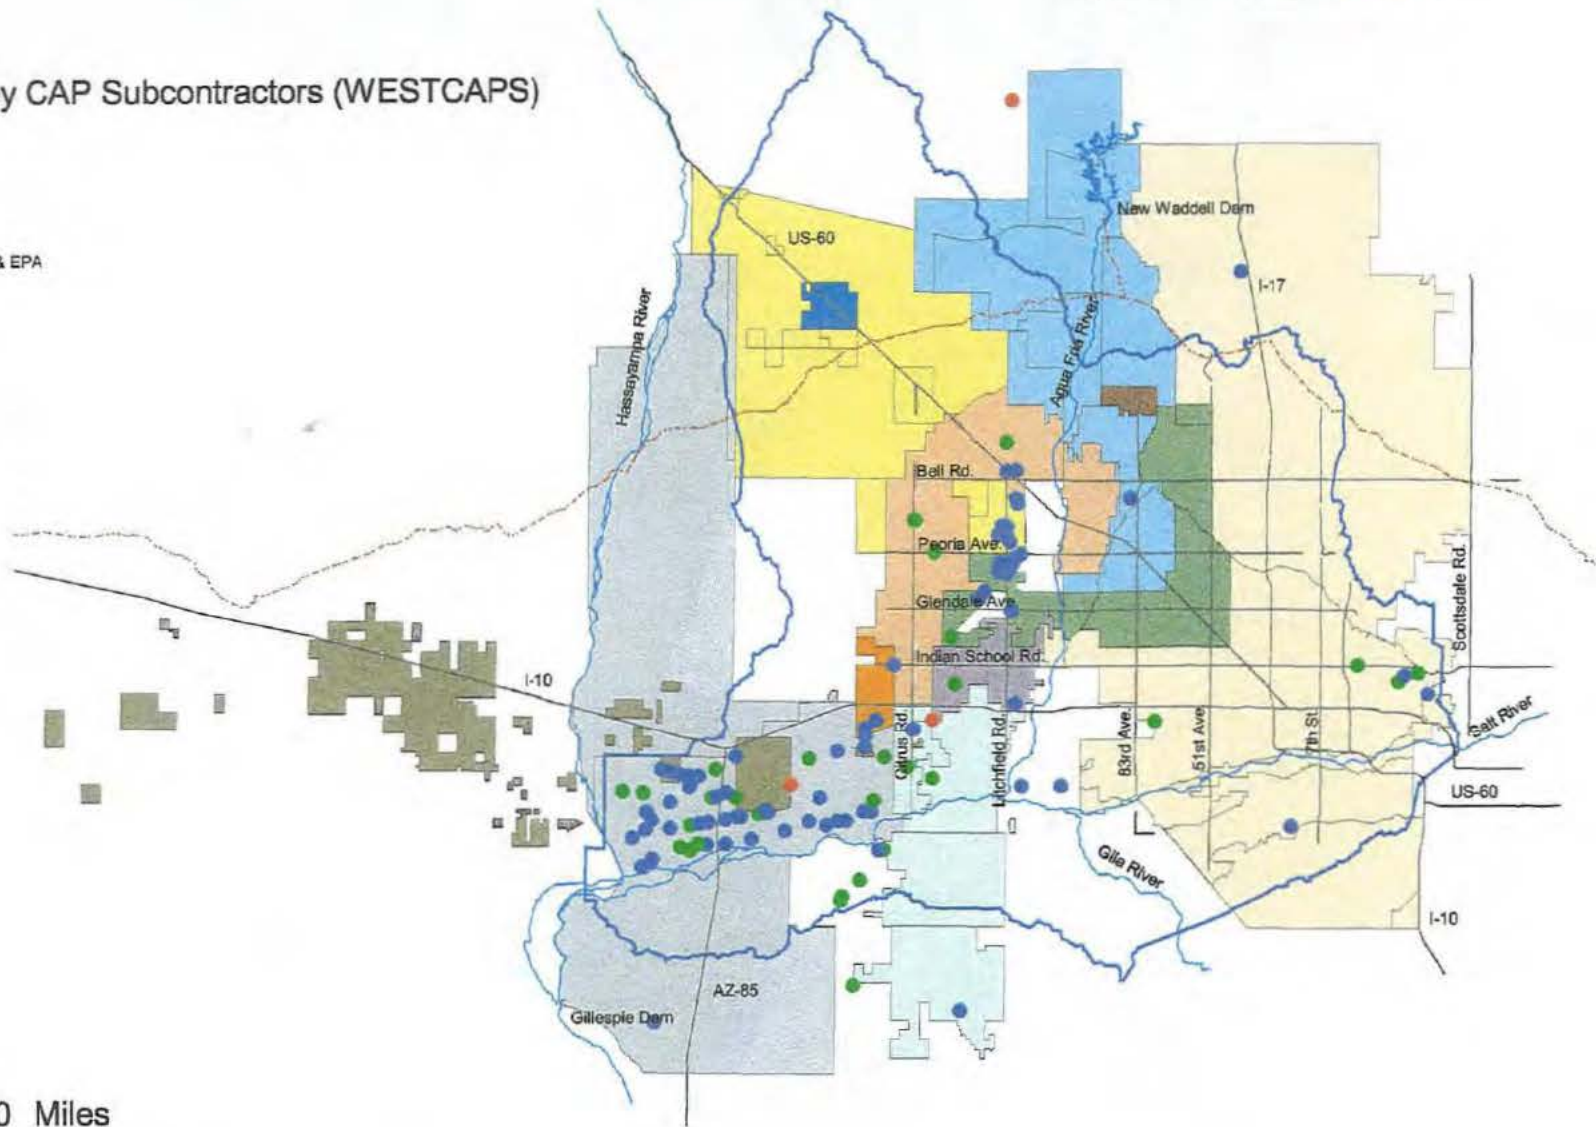 y CAP Subcontractors (WESTCAPS)
& EPA
New Waddell Dam
US-60
I-17
Hassayampa River
Agua Fria River
Bell Rd.
Peoria Ave.
Glendale Ave.
Scottsdale Rd.
Indian School Rd.
I-10
Citrus Rd.
Litchfield Rd.
83rd Ave.
51st Ave.
7th St.
Salt River
US-60
Gila River
I-10
AZ-85
Gillespie Dam
0 Miles